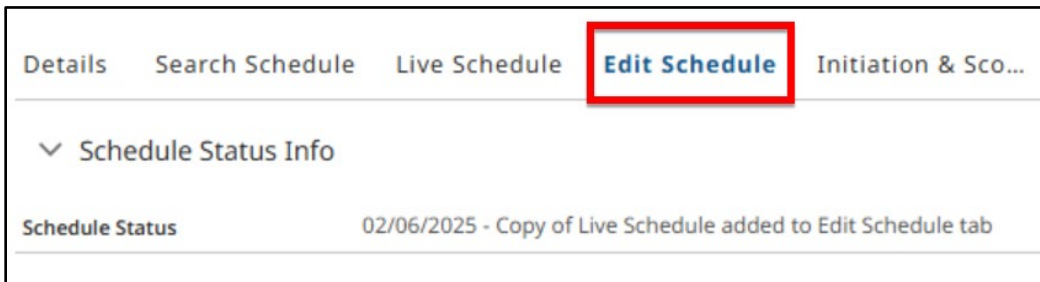 Details Search Schedule Live Schedule Edit Schedule Initiation & Sco...
Schedule Status Info
Schedule Status 02/06/2025 - Copy of Live Schedule added to Edit Schedule tab